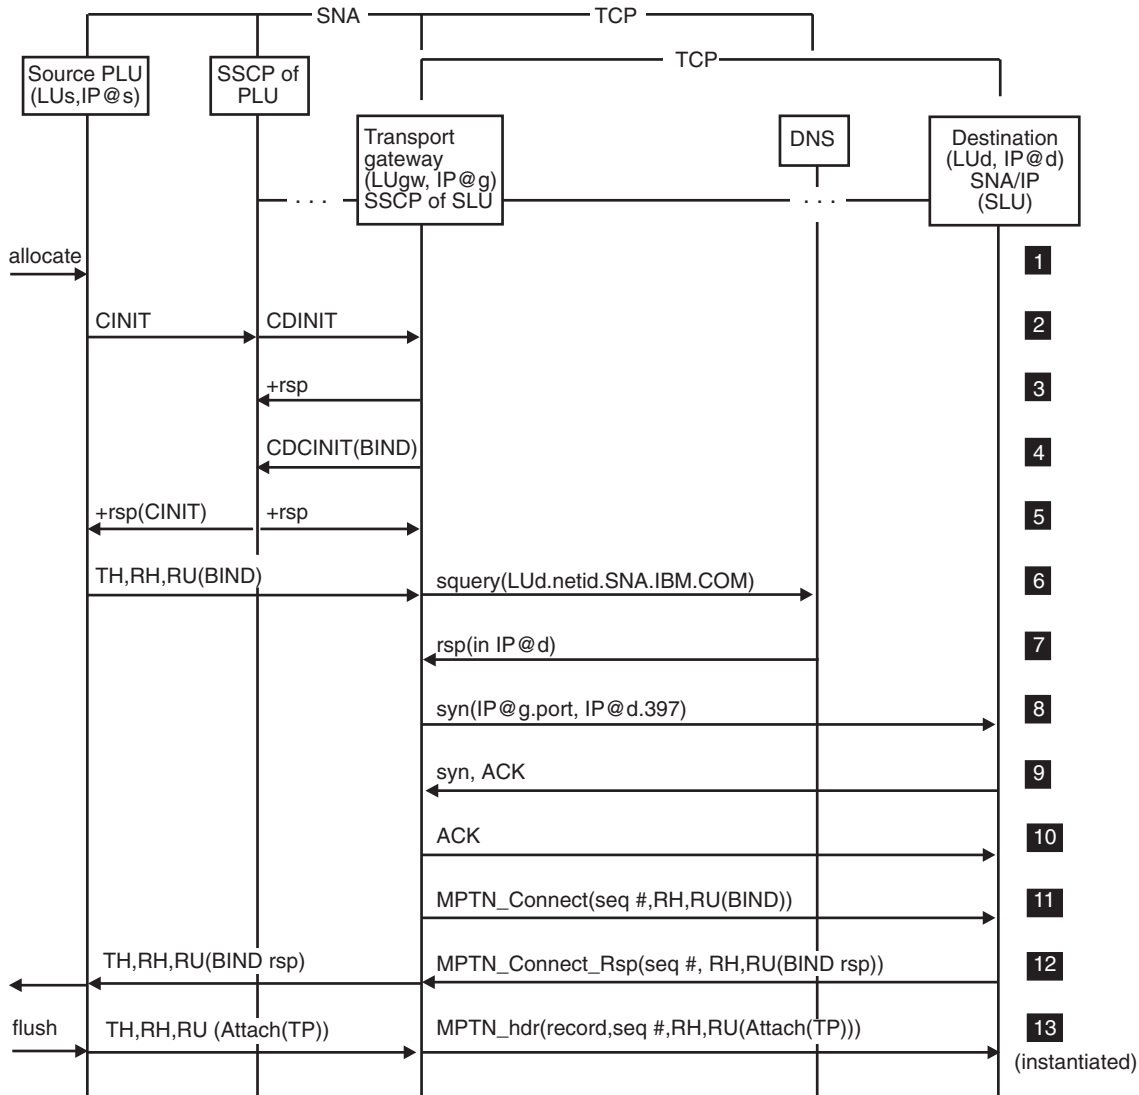 SNA
TCP
TCP
Source PLU
(LUs,IP@s)
SSCP of
PLU
Transport
gateway
(LUgw, IP@g)
SSCP of SLU
DNS
Destination
(LUd, IP@d)
SNA/IP
(SLU)
. . .
. . .
allocate
1
CINIT
CDINIT
2
+rsp
3
CDCINIT(BIND)
4
+rsp(CINIT)
+rsp
5
TH,RH,RU(BIND)
squery(LUd.netid.SNA.IBM.COM)
6
rsp(in IP@d)
7
syn(IP@g.port, IP@d.397)
8
syn, ACK
9
ACK
10
MPTN_Connect(seq #,RH,RU(BIND))
11
TH,RH,RU(BIND rsp)
MPTN_Connect_Rsp(seq #, RH,RU(BIND rsp))
12
flush
TH,RH,RU (Attach(TP))
MPTN_hdr(record,seq #,RH,RU(Attach(TP)))
13
(instantiated)